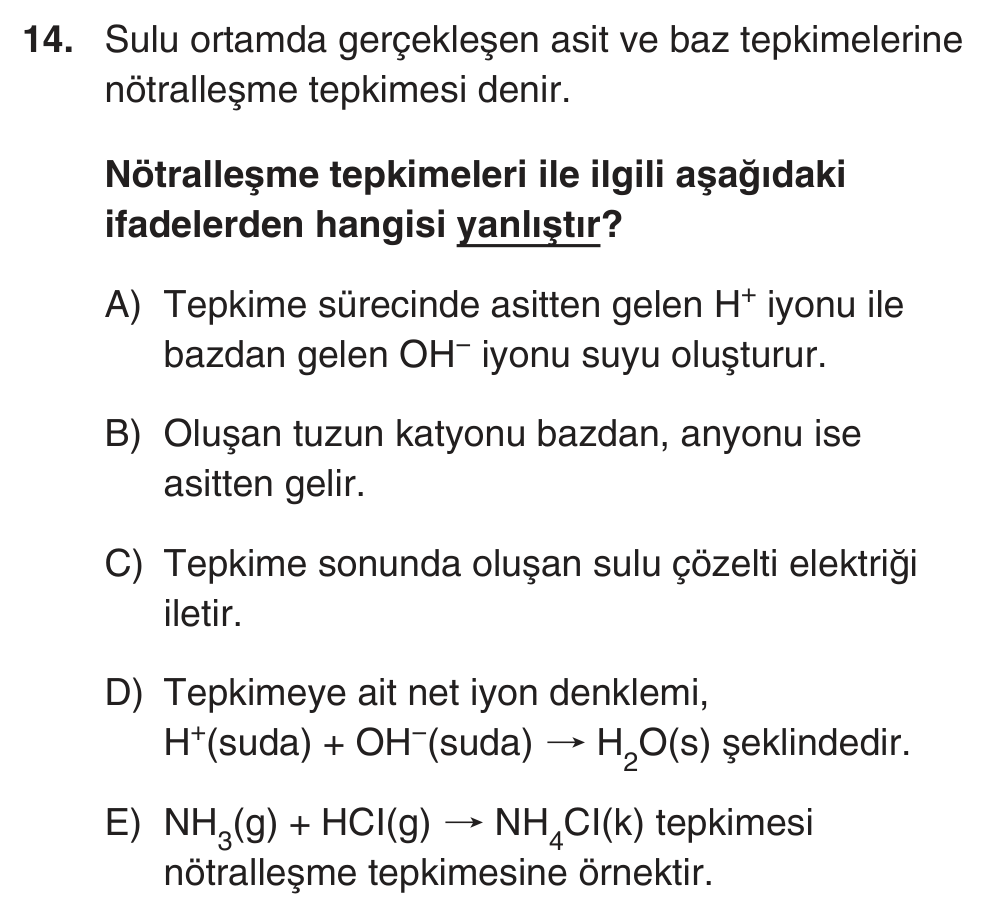 14. Sulu ortamda gerçekleşen asit ve baz tepkimelerine
nötralleşme tepkimesi denir.
Nötralleşme tepkimeleri ile ilgili aşağıdaki
ifadelerden hangisi yanlıştır?
A) Tepkime sürecinde asitten gelen H⁺ iyonu ile
bazdan gelen OH⁻ iyonu suyu oluşturur.
B) Oluşan tuzun katyonu bazdan, anyonu ise
asitten gelir.
C) Tepkime sonunda oluşan sulu çözelti elektriği
iletir.
D) Tepkimeye ait net iyon denklemi,
H⁺(suda) + OH⁻(suda) → H₂O(s) şeklindedir.
E) NH₃(g) + HCl(g) → NH₄Cl(k) tepkimesi
nötralleşme tepkimesine örnektir.